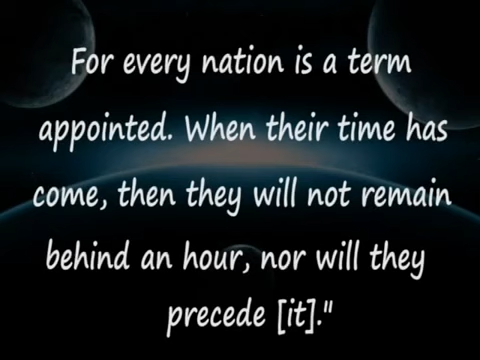 For every nation is a term
appointed. When their time has
come, then they will not remain
behind an hour, nor will they
precede [it]."